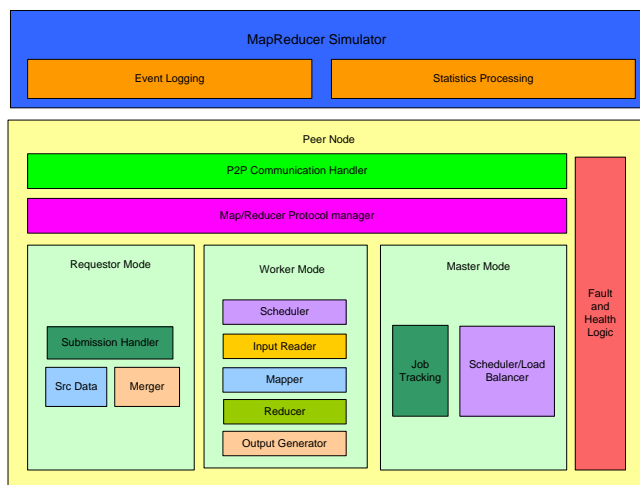 MapReducer Simulator
Event Logging
Statistics Processing
Peer Node
P2P Communication Handler
Map/Reducer Protocol manager
Requestor Mode
Submission Handler
Src Data
Merger
Worker Mode
Scheduler
Input Reader
Mapper
Reducer
Output Generator
Master Mode
Job
Tracking
Scheduler/Load
Balancer
Fault
and
Health
Logic